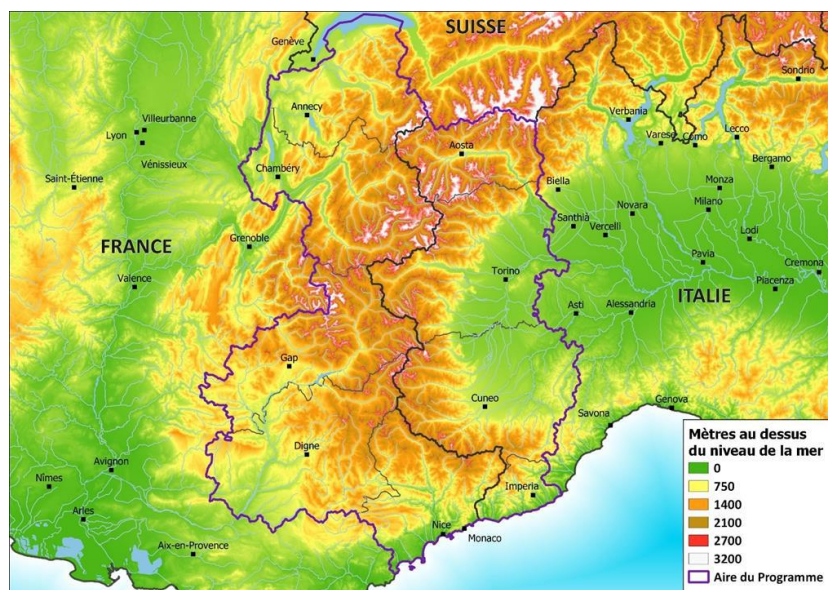 SUISSE
Genève
Sondrio
Annecy
Verbania
Villeurbanne
Lyon
Vénissieux
Varese
Como
Lecco
Aosta
Bergamo
Chambéry
Saint-Étienne
Biella
Monza
Novara
Milano
Santhià
Vercelli
Lodi
FRANCE
Grenoble
Pavia
Cremona
Torino
Valence
Piacenza
ITALIE
Asti
Alessandria
Gap
Cuneo
Genova
Savona
Mètres au dessus
du niveau de la mer
0
750
1400
2100
2700
3200
Aire du Programme
Digne
Avignon
Nîmes
Imperia
Arles
Nice
Monaco
Aix-en-Provence